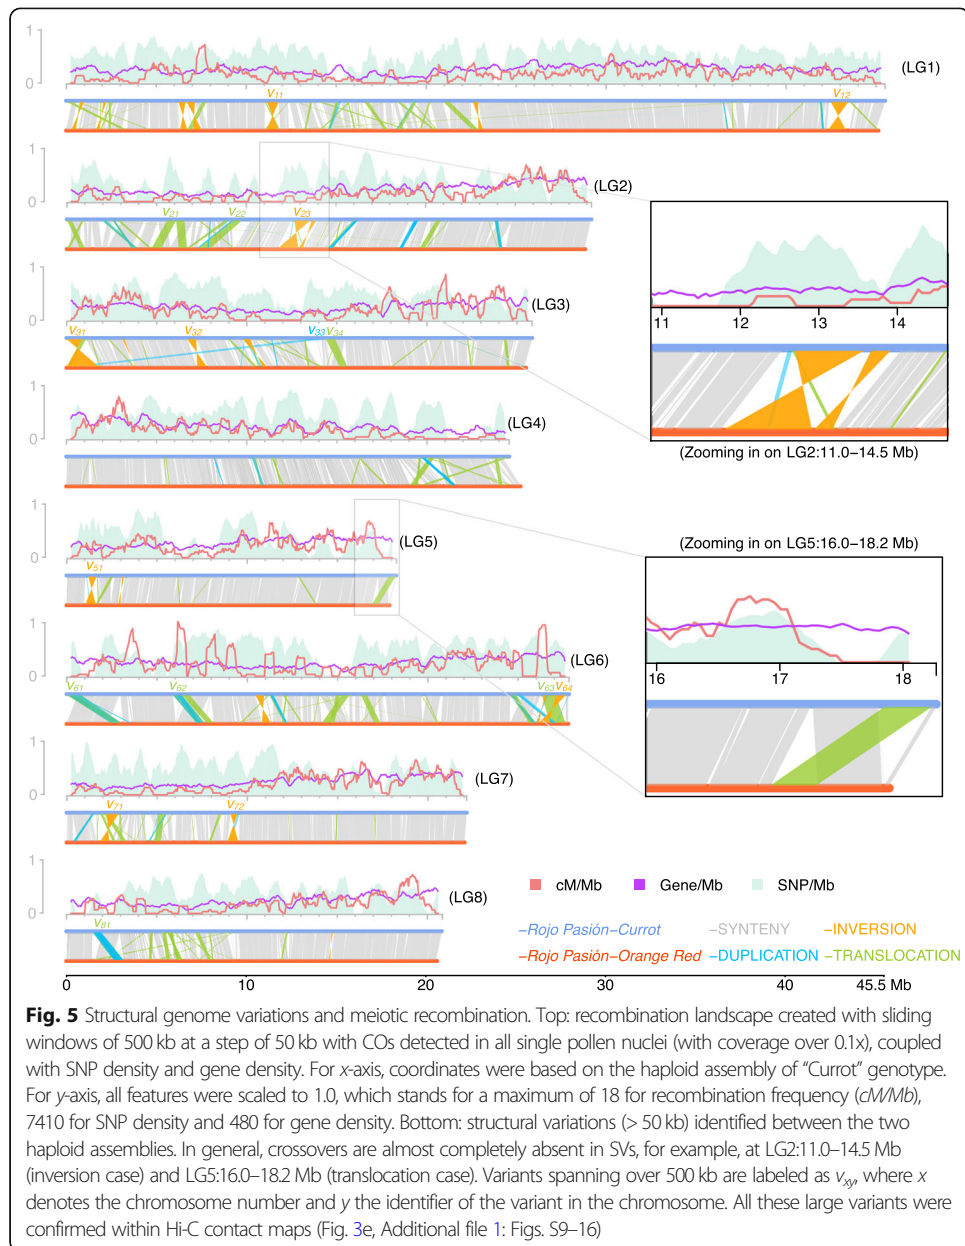 1
0
(LG1)
V11
V12
1
0
(LG2)
V21
V22
V23
1
0
(LG3)
V31
V32
V33
V34
11
12
13
14
(Zooming in on LG2:11.0–14.5 Mb)
1
0
(LG4)
1
0
(LG5)
V51
(Zooming in on LG5:16.0–18.2 Mb)
16
17
18
1
0
(LG6)
V61
V62
V63
V64
1
0
(LG7)
V71
V72
1
0
(LG8)
V81
cM/Mb
Gene/Mb
SNP/Mb
–Rojo Pasión–Currot
–SYNTENY
–INVERSION
–Rojo Pasión–Orange Red
–DUPLICATION
–TRANSLOCATION
0
10
20
30
40
45.5 Mb
Fig. 5 Structural genome variations and meiotic recombination. Top: recombination landscape created with sliding
windows of 500 kb at a step of 50 kb with COs detected in all single pollen nuclei (with coverage over 0.1x), coupled
with SNP density and gene density. For x-axis, coordinates were based on the haploid assembly of “Currot” genotype.
For y-axis, all features were scaled to 1.0, which stands for a maximum of 18 for recombination frequency (cM/Mb),
7410 for SNP density and 480 for gene density. Bottom: structural variations (> 50 kb) identified between the two
haploid assemblies. In general, crossovers are almost completely absent in SVs, for example, at LG2:11.0–14.5 Mb
(inversion case) and LG5:16.0–18.2 Mb (translocation case). Variants spanning over 500 kb are labeled as vxy, where x
denotes the chromosome number and y the identifier of the variant in the chromosome. All these large variants were
confirmed within Hi-C contact maps (Fig. 3e, Additional file 1: Figs. S9–16)